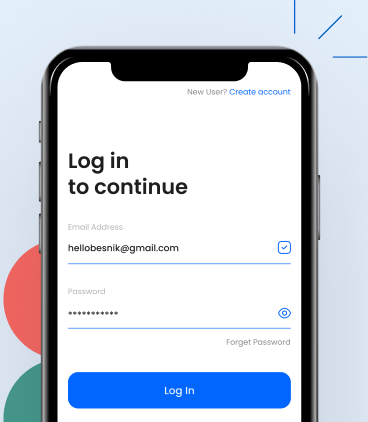 New User? Create account
Log in
to continue
Email Address
hellobesnik@gmail.com
Password
***********
Forget Password
Log In